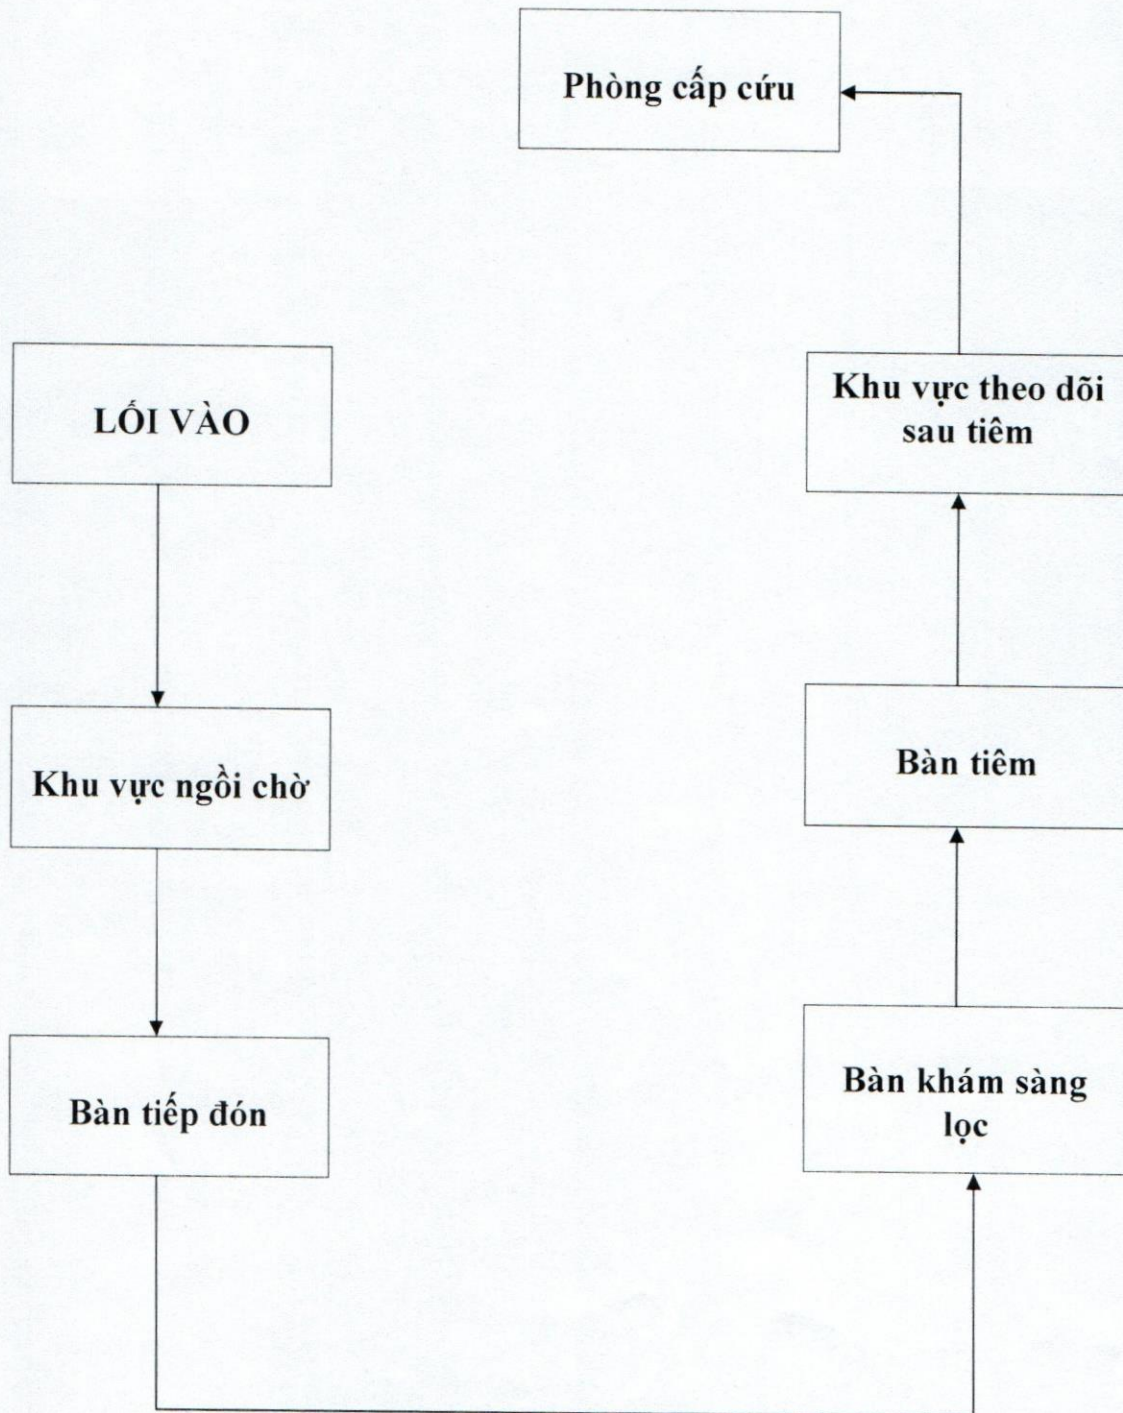 Phòng cấp cứu
LỐI VÀO
Khu vực theo dõi
sau tiêm
Khu vực ngồi chờ
Bàn tiêm
Bàn tiếp đón
Bàn khám sàng
lọc